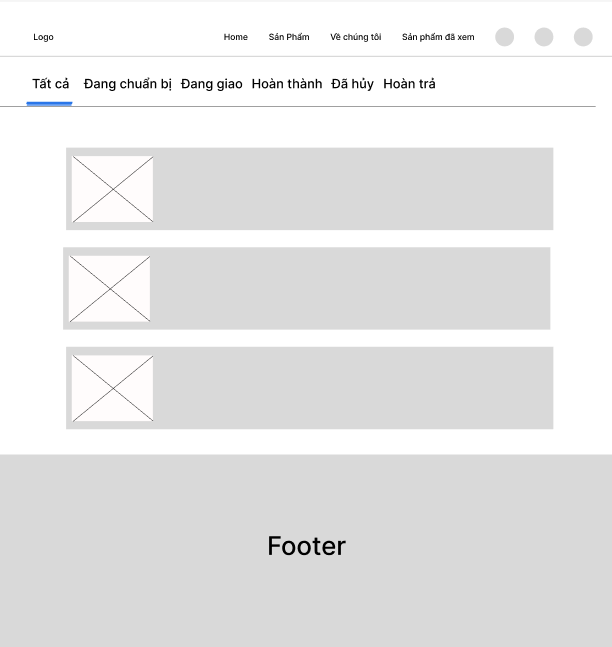 Logo Home Sản Phẩm Về chúng tôi Sản phẩm đã xem
Tất cả Đang chuẩn bị Đang giao Hoàn thành Đã hủy Hoàn trả
Footer